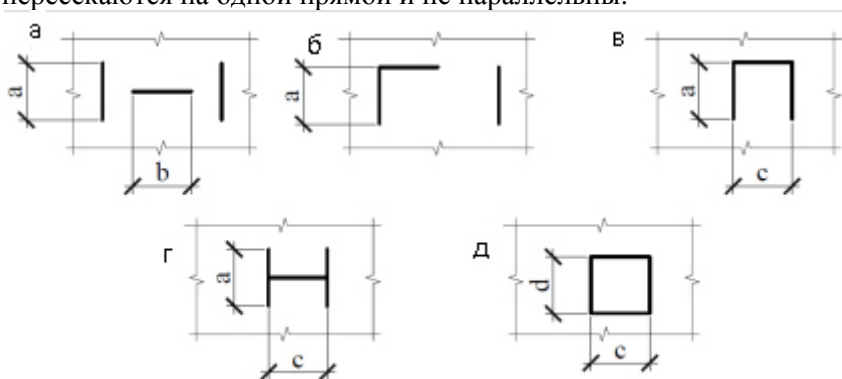 пересекаются на одной прямой и не параллельны.
а
б
в
a
a
a
b
c
г
д
a
d
c
c